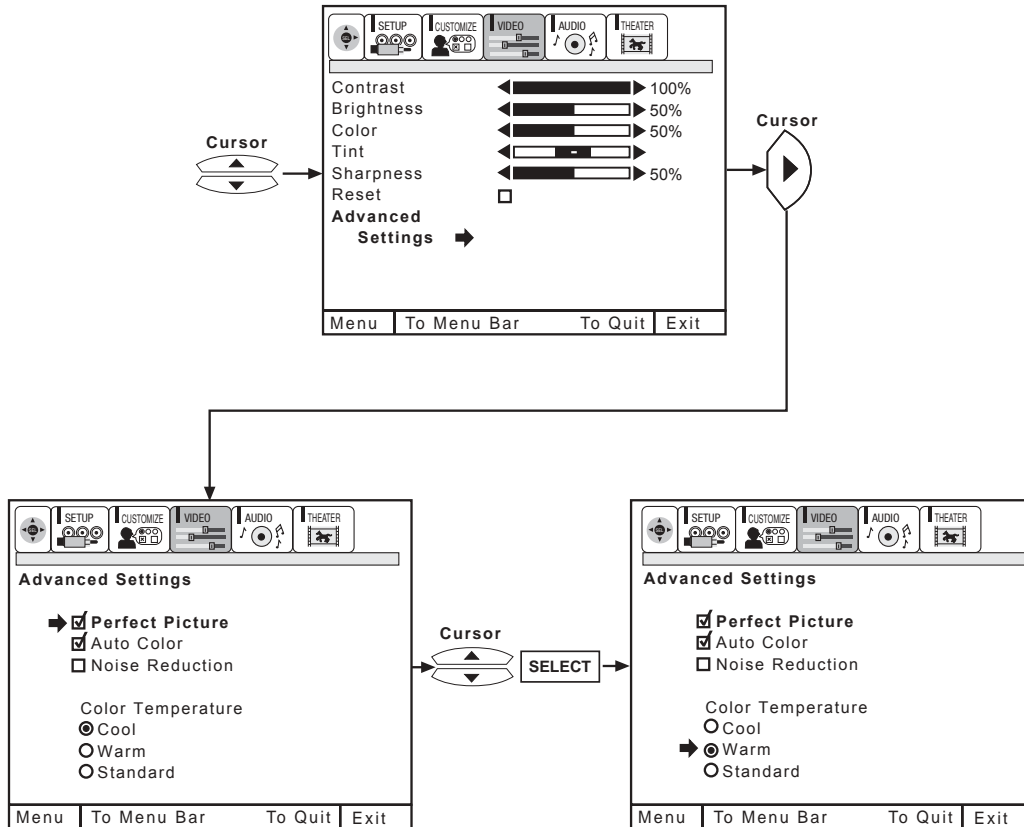 SETUP CUSTOMIZE VIDEO AUDIO THEATER
SEL
Contrast 100%
Brightness 50%
Color 50%
Tint
Sharpness 50%
Reset
Advanced
Settings
Menu To Menu Bar To Quit Exit
Cursor
Cursor
SETUP CUSTOMIZE VIDEO AUDIO THEATER
SEL
Advanced Settings
Perfect Picture
Auto Color
Noise Reduction
Color Temperature
Cool
Warm
Standard
Menu To Menu Bar To Quit Exit
Cursor
SELECT
SETUP CUSTOMIZE VIDEO AUDIO THEATER
SEL
Advanced Settings
Perfect Picture
Auto Color
Noise Reduction
Color Temperature
Cool
Warm
Standard
Menu To Menu Bar To Quit Exit